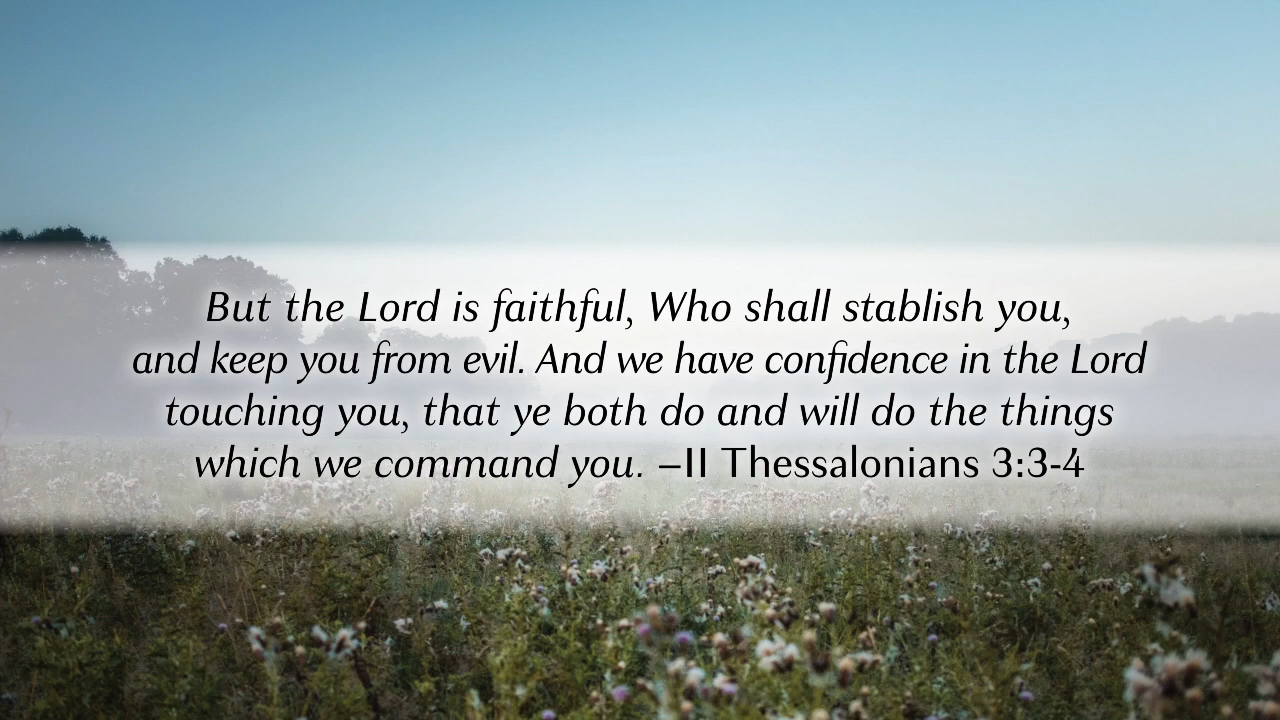 But the Lord is faithful, Who shall stablish you,
and keep you from evil. And we have confidence in the Lord
touching you, that ye both do and will do the things
which we command you. –II Thessalonians 3:3-4